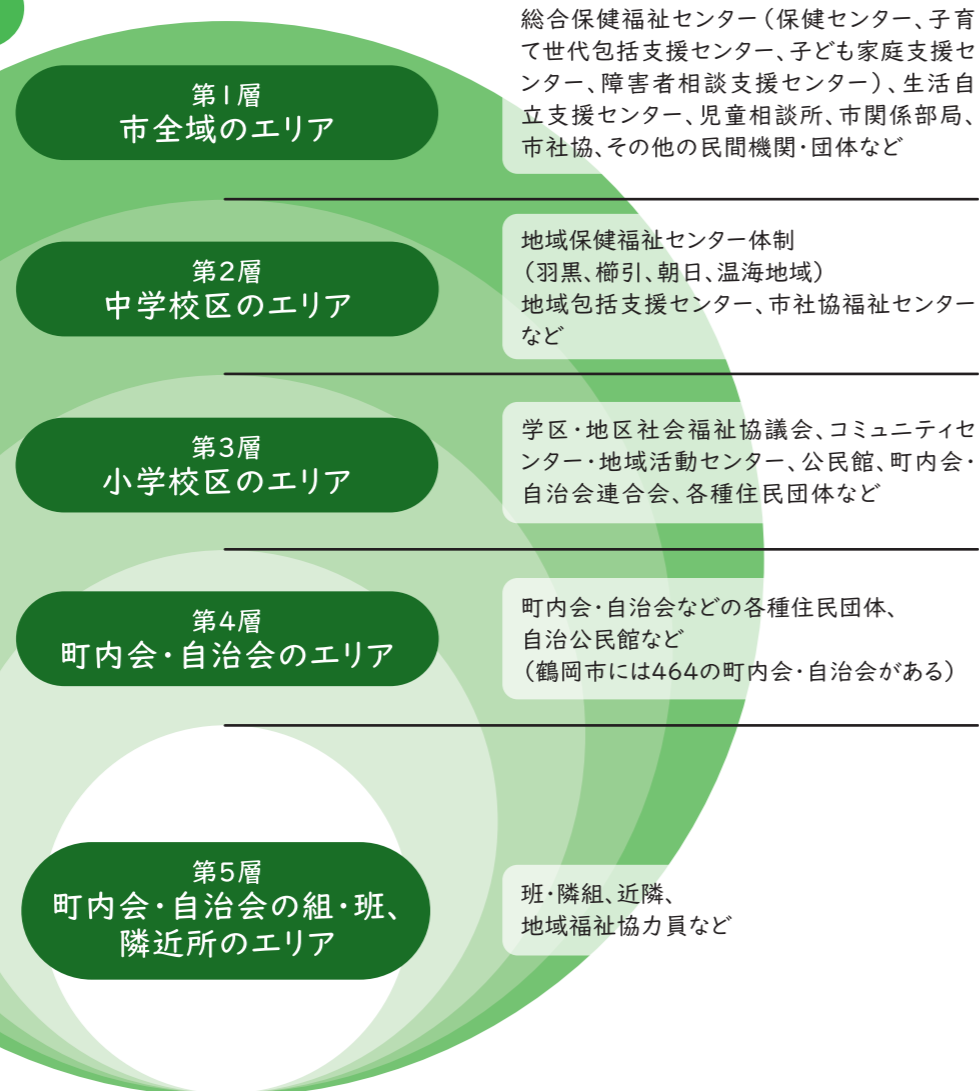 第1層
市全域のエリア
総合保健福祉センター（保健センター、子育
て世代包括支援センター、子ども家庭支援セ
ンター、障害者相談支援センター）、生活自
立支援センター、児童相談所、市関係部局、
市社協、その他の民間機関・団体など
第2層
中学校区のエリア
地域保健福祉センター体制
（羽黒、櫛引、朝日、温海地域）
地域包括支援センター、市社協福祉センター
など
第3層
小学校区のエリア
学区・地区社会福祉協議会、コミュニティセ
ンター・地域活動センター、公民館、町内会・
自治会連合会、各種住民団体など
第4層
町内会・自治会のエリア
町内会・自治会などの各種住民団体、
自治公民館など
（鶴岡市には464の町内会・自治会がある）
第5層
町内会・自治会の組・班、
隣近所のエリア
班・隣組、近隣、
地域福祉協力員など